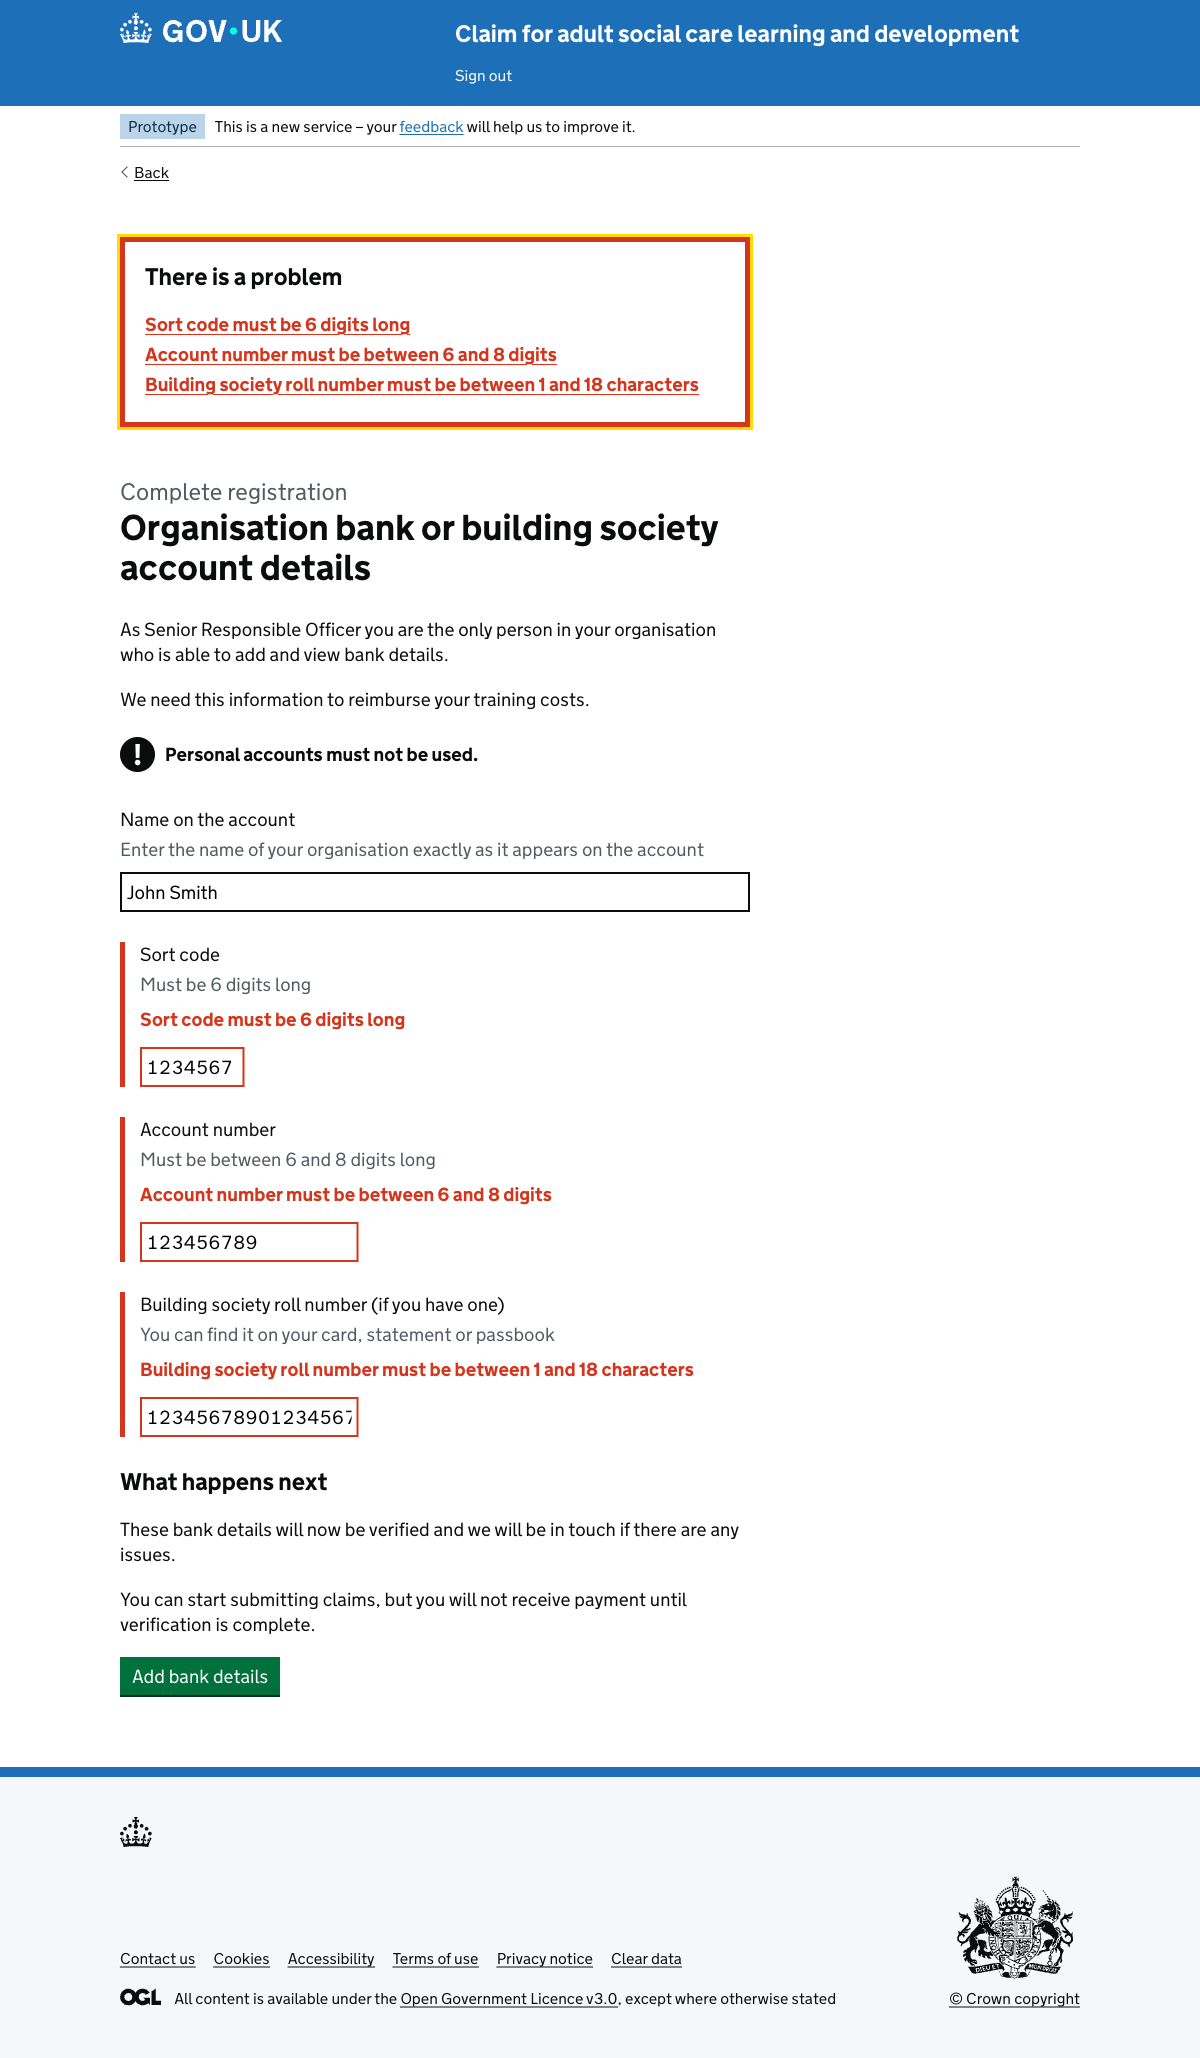 GOV·UK
Claim for adult social care learning and development
Sign out
Prototype
This is a new service – your feedback will help us to improve it.
Back
There is a problem
Sort code must be 6 digits long
Account number must be between 6 and 8 digits
Building society roll number must be between 1 and 18 characters
Complete registration
Organisation bank or building society
account details
As Senior Responsible Officer you are the only person in your organisation
who is able to add and view bank details.
We need this information to reimburse your training costs.
! Personal accounts must not be used.
Name on the account
Enter the name of your organisation exactly as it appears on the account
John Smith
Sort code
Must be 6 digits long
Sort code must be 6 digits long
1234567
Account number
Must be between 6 and 8 digits long
Account number must be between 6 and 8 digits
123456789
Building society roll number (if you have one)
You can find it on your card, statement or passbook
Building society roll number must be between 1 and 18 characters
12345678901234567
What happens next
These bank details will now be verified and we will be in touch if there are any
issues.
You can start submitting claims, but you will not receive payment until
verification is complete.
Add bank details
Contact us
Cookies
Accessibility
Terms of use
Privacy notice
Clear data
OGL
All content is available under the Open Government Licence v3.0, except where otherwise stated
© Crown copyright